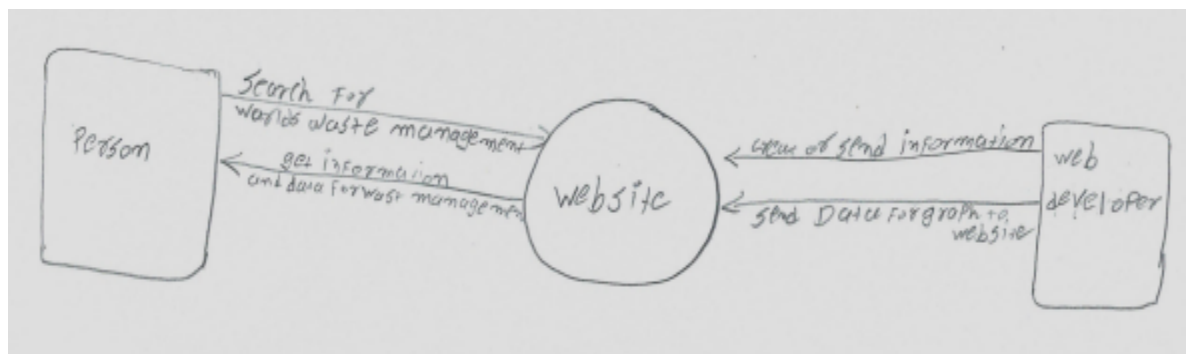 Person
Search For
world's waste management
get information
and data for wast management
website
or send information
send Data For graph to
website
web
developer